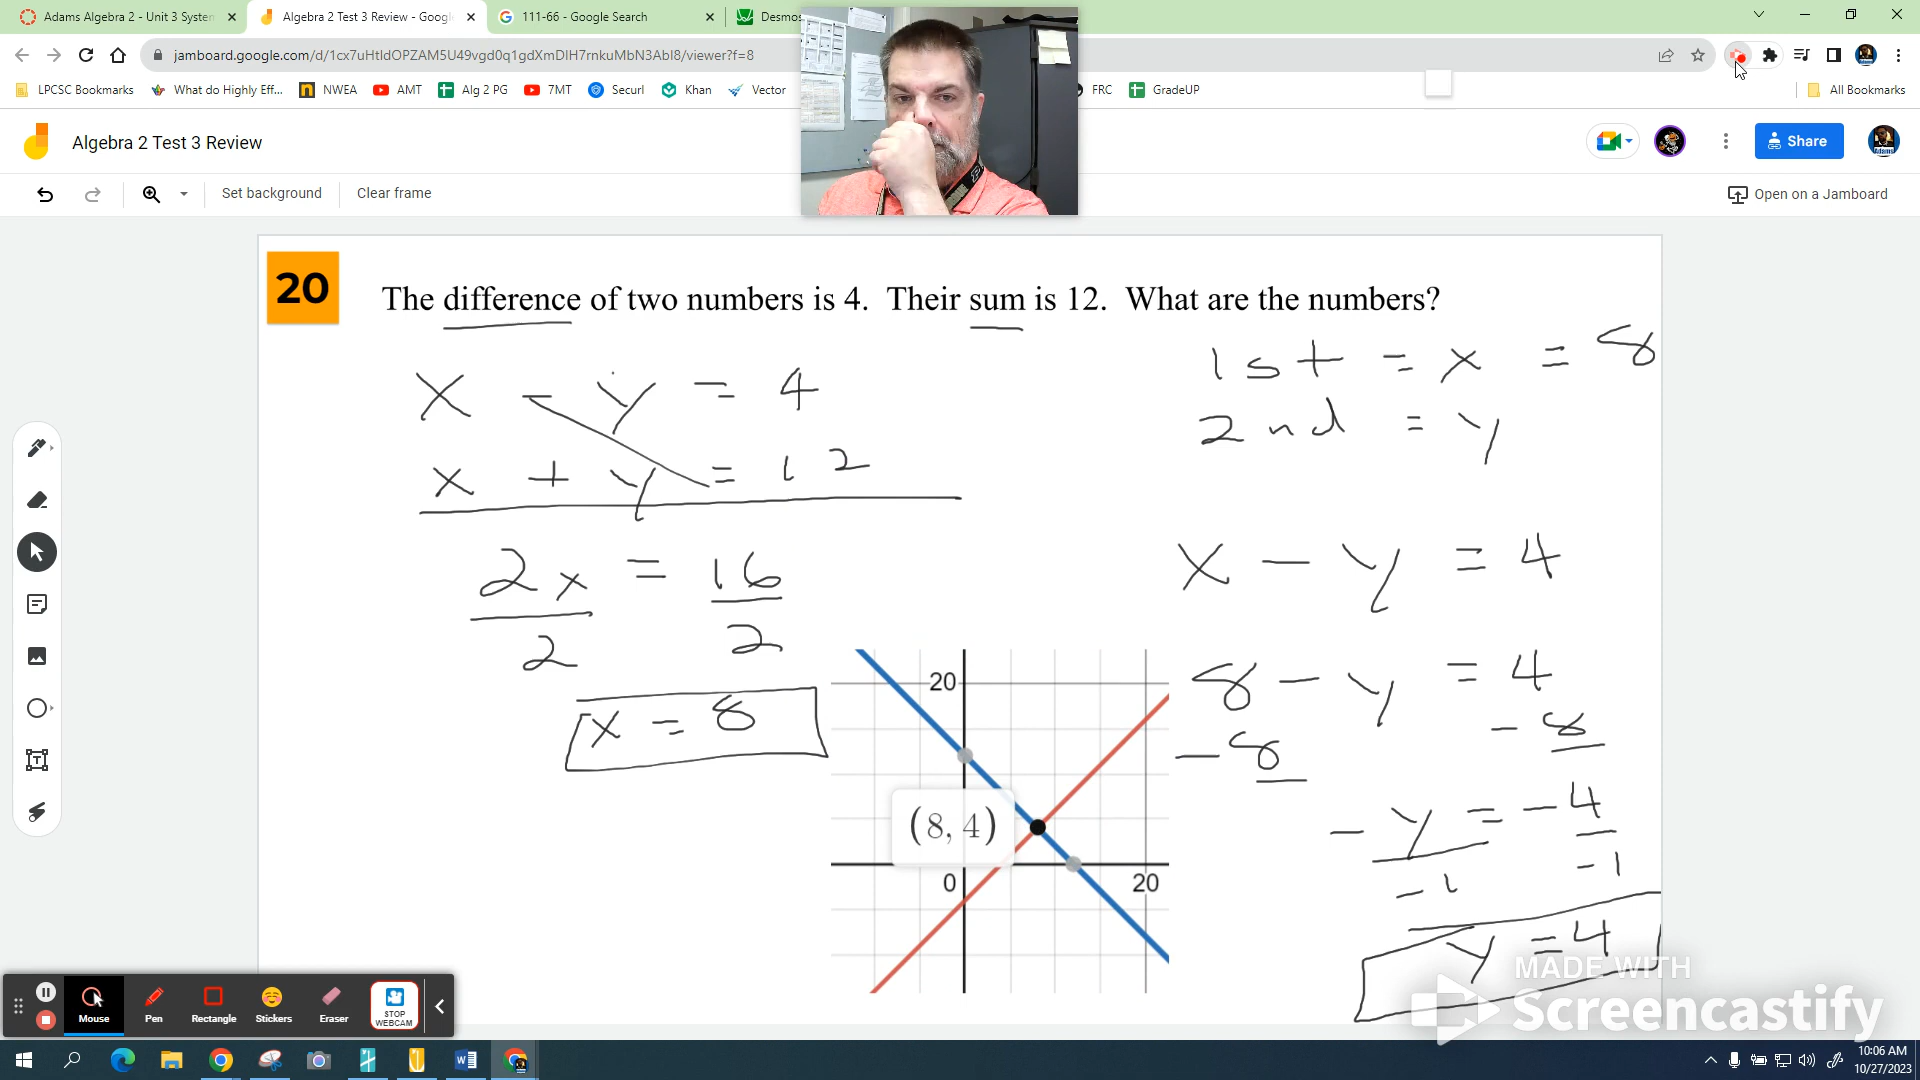 Adams Algebra 2 - Unit 3 System
Algebra 2 Test 3 Review - Googl
111-66 - Google Search
Desmos
jamboard.google.com/d/1cx7uHtIdOPZAM5U49vgd0q1gdXmDIH7rnkuMbN3AbI8/viewer?f=8
LPCSC Bookmarks
What do Highly Eff...
NWEA
AMT
Alg 2 PG
7MT
Securl
Khan
Vector
FRC
GradeUP
All Bookmarks
Algebra 2 Test 3 Review
Share
Set background
Clear frame
Open on a Jamboard
20 The difference of two numbers is 4. Their sum is 12. What are the numbers?
1st = x = 8
2nd = y
x - y = 4
x + y = 12
2x = 16
2 2
x = 8
x - y = 4
8 - y = 4
-8 -8
-y = -4
-1 -1
y = 4
20
(8, 4)
0
20
MADE WITH
Screencastify
Mouse
Pen
Rectangle
Stickers
Eraser
STOP
WEBCAM
10:06 AM
10/27/2023